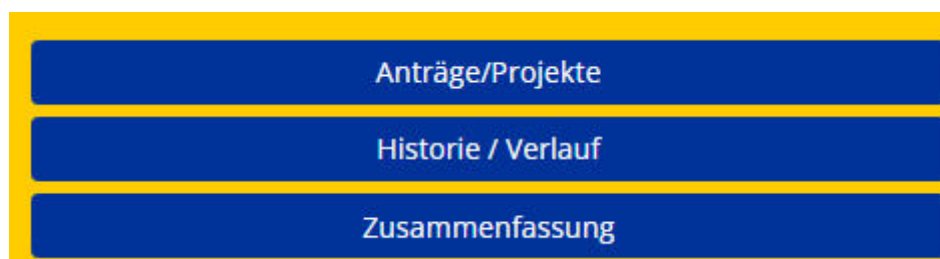 Anträge/Projekte
Historie / Verlauf
Zusammenfassung